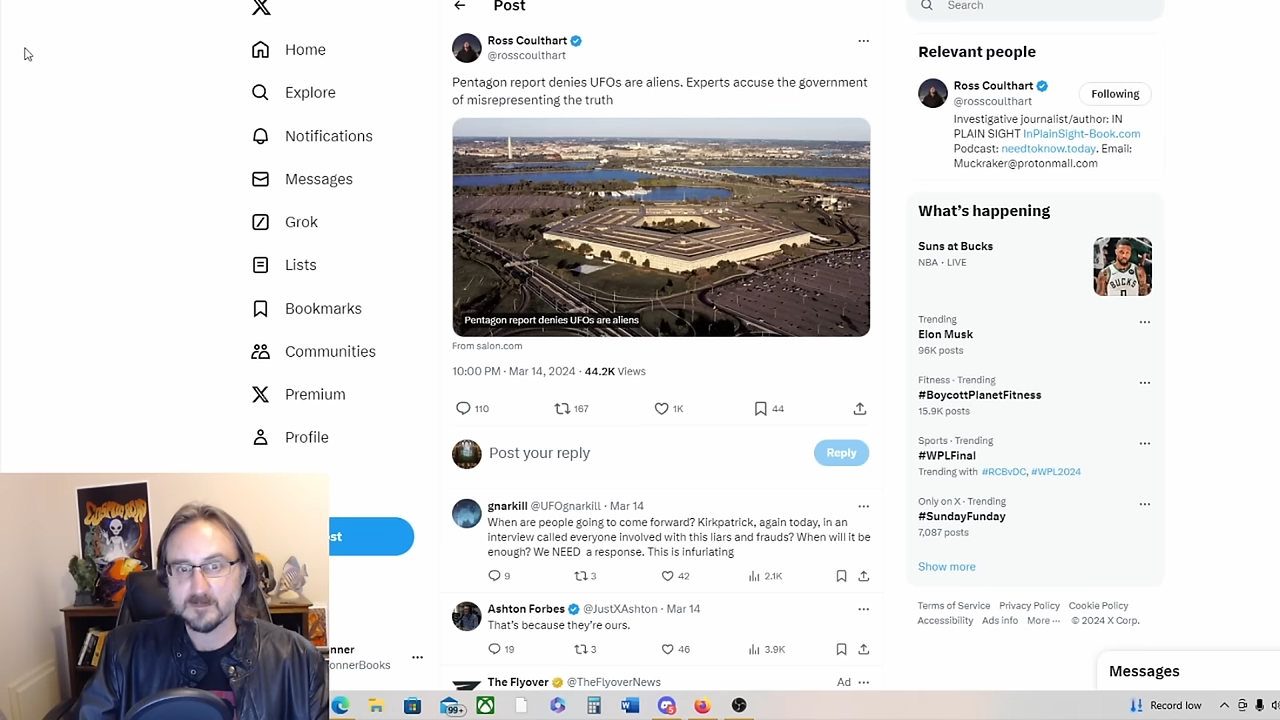 Post
Search
Home
Explore
Notifications
Messages
Grok
Lists
Bookmarks
Communities
Premium
Profile
Ross Coulthart
@rosscoulthart
Pentagon report denies UFOs are aliens. Experts accuse the government
of misrepresenting the truth
Pentagon report denies UFOs are aliens
From salon.com
10:00 PM · Mar 14, 2024 · 44.2K Views
110 167 1K 44
Post your reply
Reply
gnarkill @UFOgnarkill · Mar 14
When are people going to come forward? Kirkpatrick, again today, in an
interview called everyone involved with this liars and frauds? When will it be
enough? We NEED a response. This is infuriating
9 3 42 2.1K
Ashton Forbes @JustXAshton · Mar 14
That's because they're ours.
19 3 46 3.9K
The Flyover @TheFlyoverNews Ad
Relevant people
Ross Coulthart
@rosscoulthart
Following
Investigative journalist/author: IN
PLAIN SIGHT InPlainSight-Book.com
Podcast: needtoknow.today. Email:
Muckraker@protonmail.com
What's happening
Suns at Bucks
NBA · LIVE
BUCKS
Trending
Elon Musk
96K posts
Fitness · Trending
#BoycottPlanetFitness
15.9K posts
Sports · Trending
#WPLFinal
Trending with #RCBvDC, #WPL2024
Only on X · Trending
#SundayFunday
7,087 posts
Show more
Terms of Service Privacy Policy Cookie Policy
Accessibility Ads info More ··· © 2024 X Corp.
Messages
st
nner
onnerBooks
99+
Record low